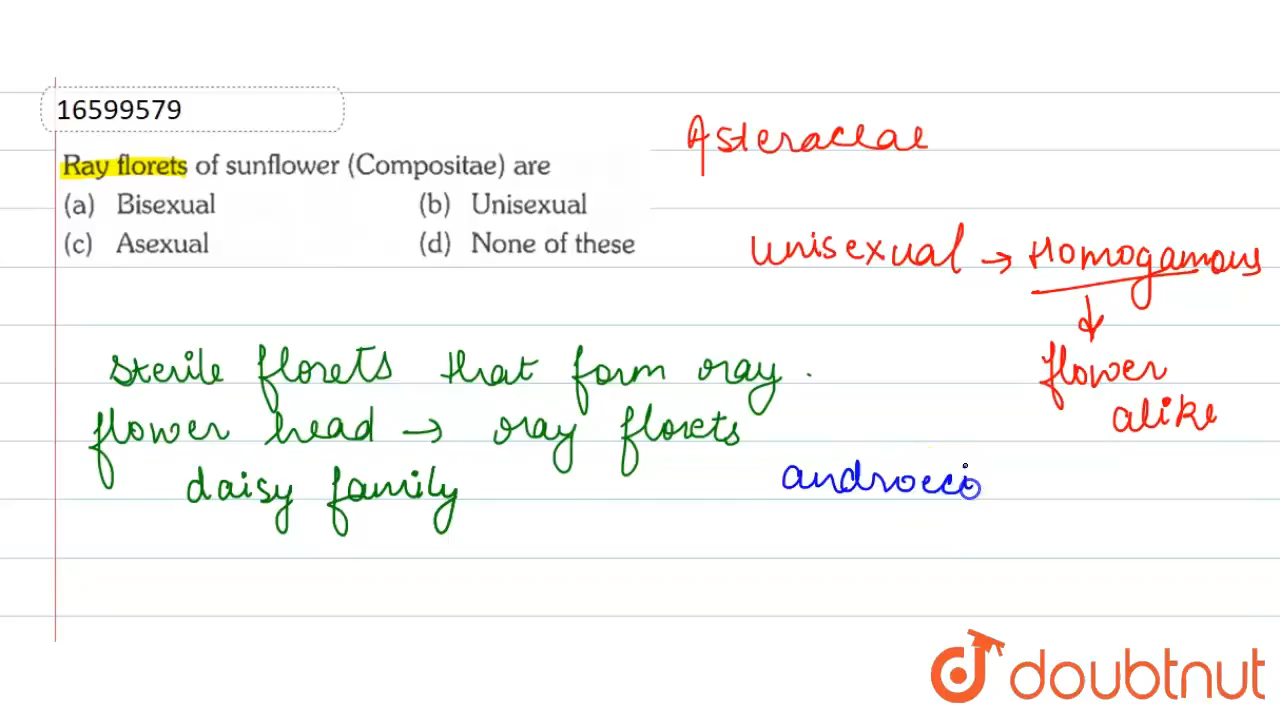 16599579
Ray florets of sunflower (Compositae) are
(a) Bisexual (b) Unisexual
(c) Asexual (d) None of these
Asteraceae
Unisexual → Homogamous
↓
flower
alike
sterile florets that form ray .
flower head → ray florets
daisy family
androecio
doubtnut